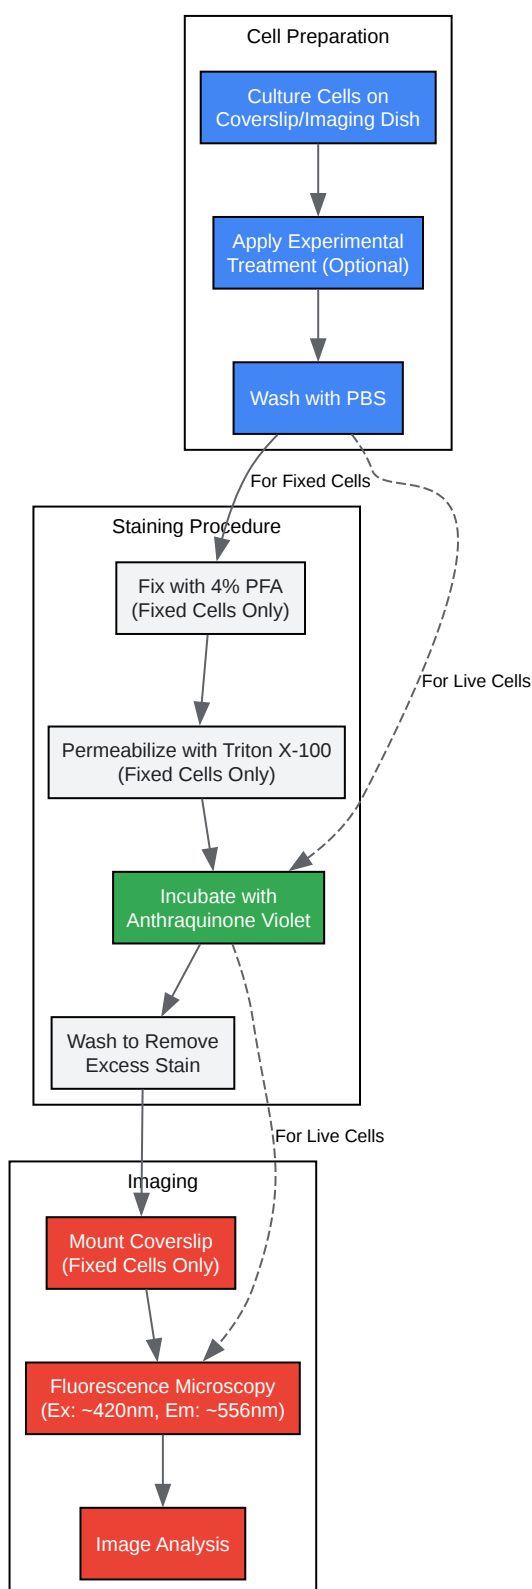 Cell Preparation
Culture Cells on
Coverslip/Imaging Dish
Apply Experimental
Treatment (Optional)
Wash with PBS
For Fixed Cells
Staining Procedure
Fix with 4% PFA
(Fixed Cells Only)
For Live Cells
Permeabilize with Triton X-100
(Fixed Cells Only)
Incubate with
Anthraquinone Violet
Wash to Remove
Excess Stain
For Live Cells
Imaging
Mount Coverslip
(Fixed Cells Only)
Fluorescence Microscopy
(Ex: ~420nm, Em: ~556nm)
Image Analysis